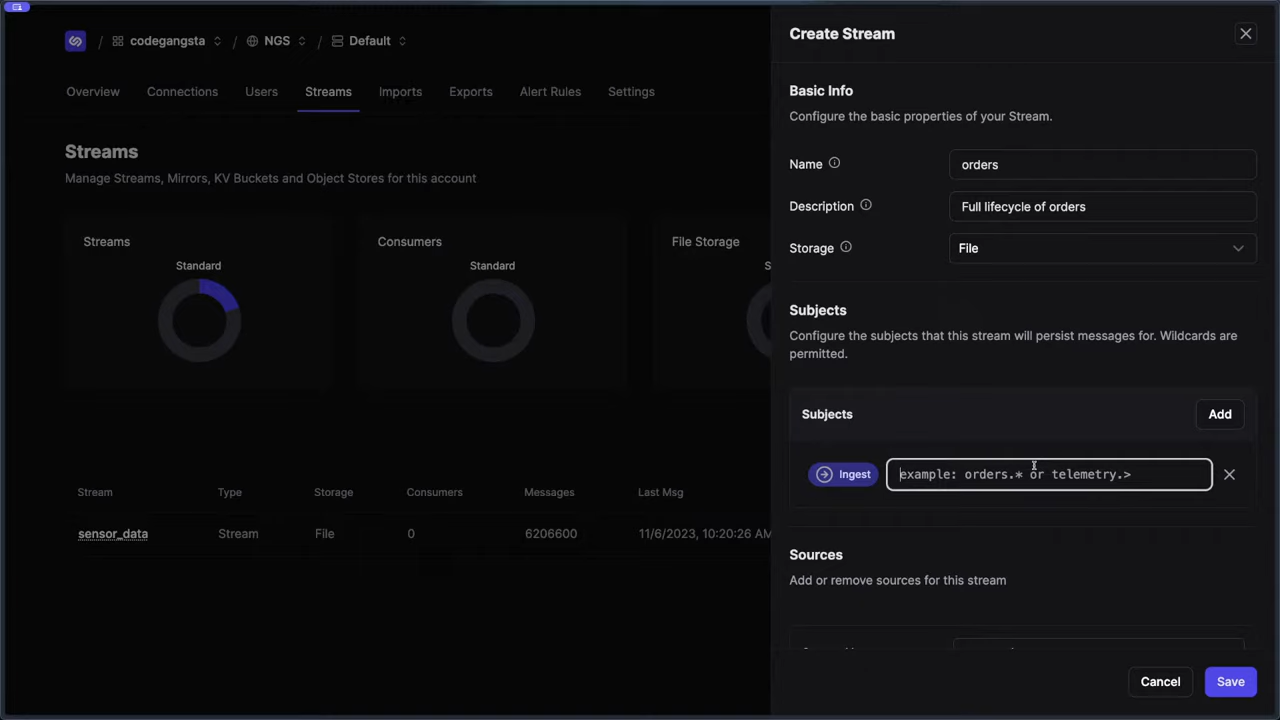 / codegangsta / NGS / Default
Overview Connections Users Streams Imports Exports Alert Rules Settings
Streams
Manage Streams, Mirrors, KV Buckets and Object Stores for this account
Streams Consumers File Storage
Standard Standard
Stream Type Storage Consumers Messages Last Msg
sensor_data Stream File 0 6206600 11/6/2023, 10:20:26 AM
Create Stream
Basic Info
Configure the basic properties of your Stream.
Name orders
Description Full lifecycle of orders
Storage File
Subjects
Configure the subjects that this stream will persist messages for. Wildcards are
permitted.
Subjects Add
Ingest example: orders.* or telemetry.>
Sources
Add or remove sources for this stream
Cancel Save